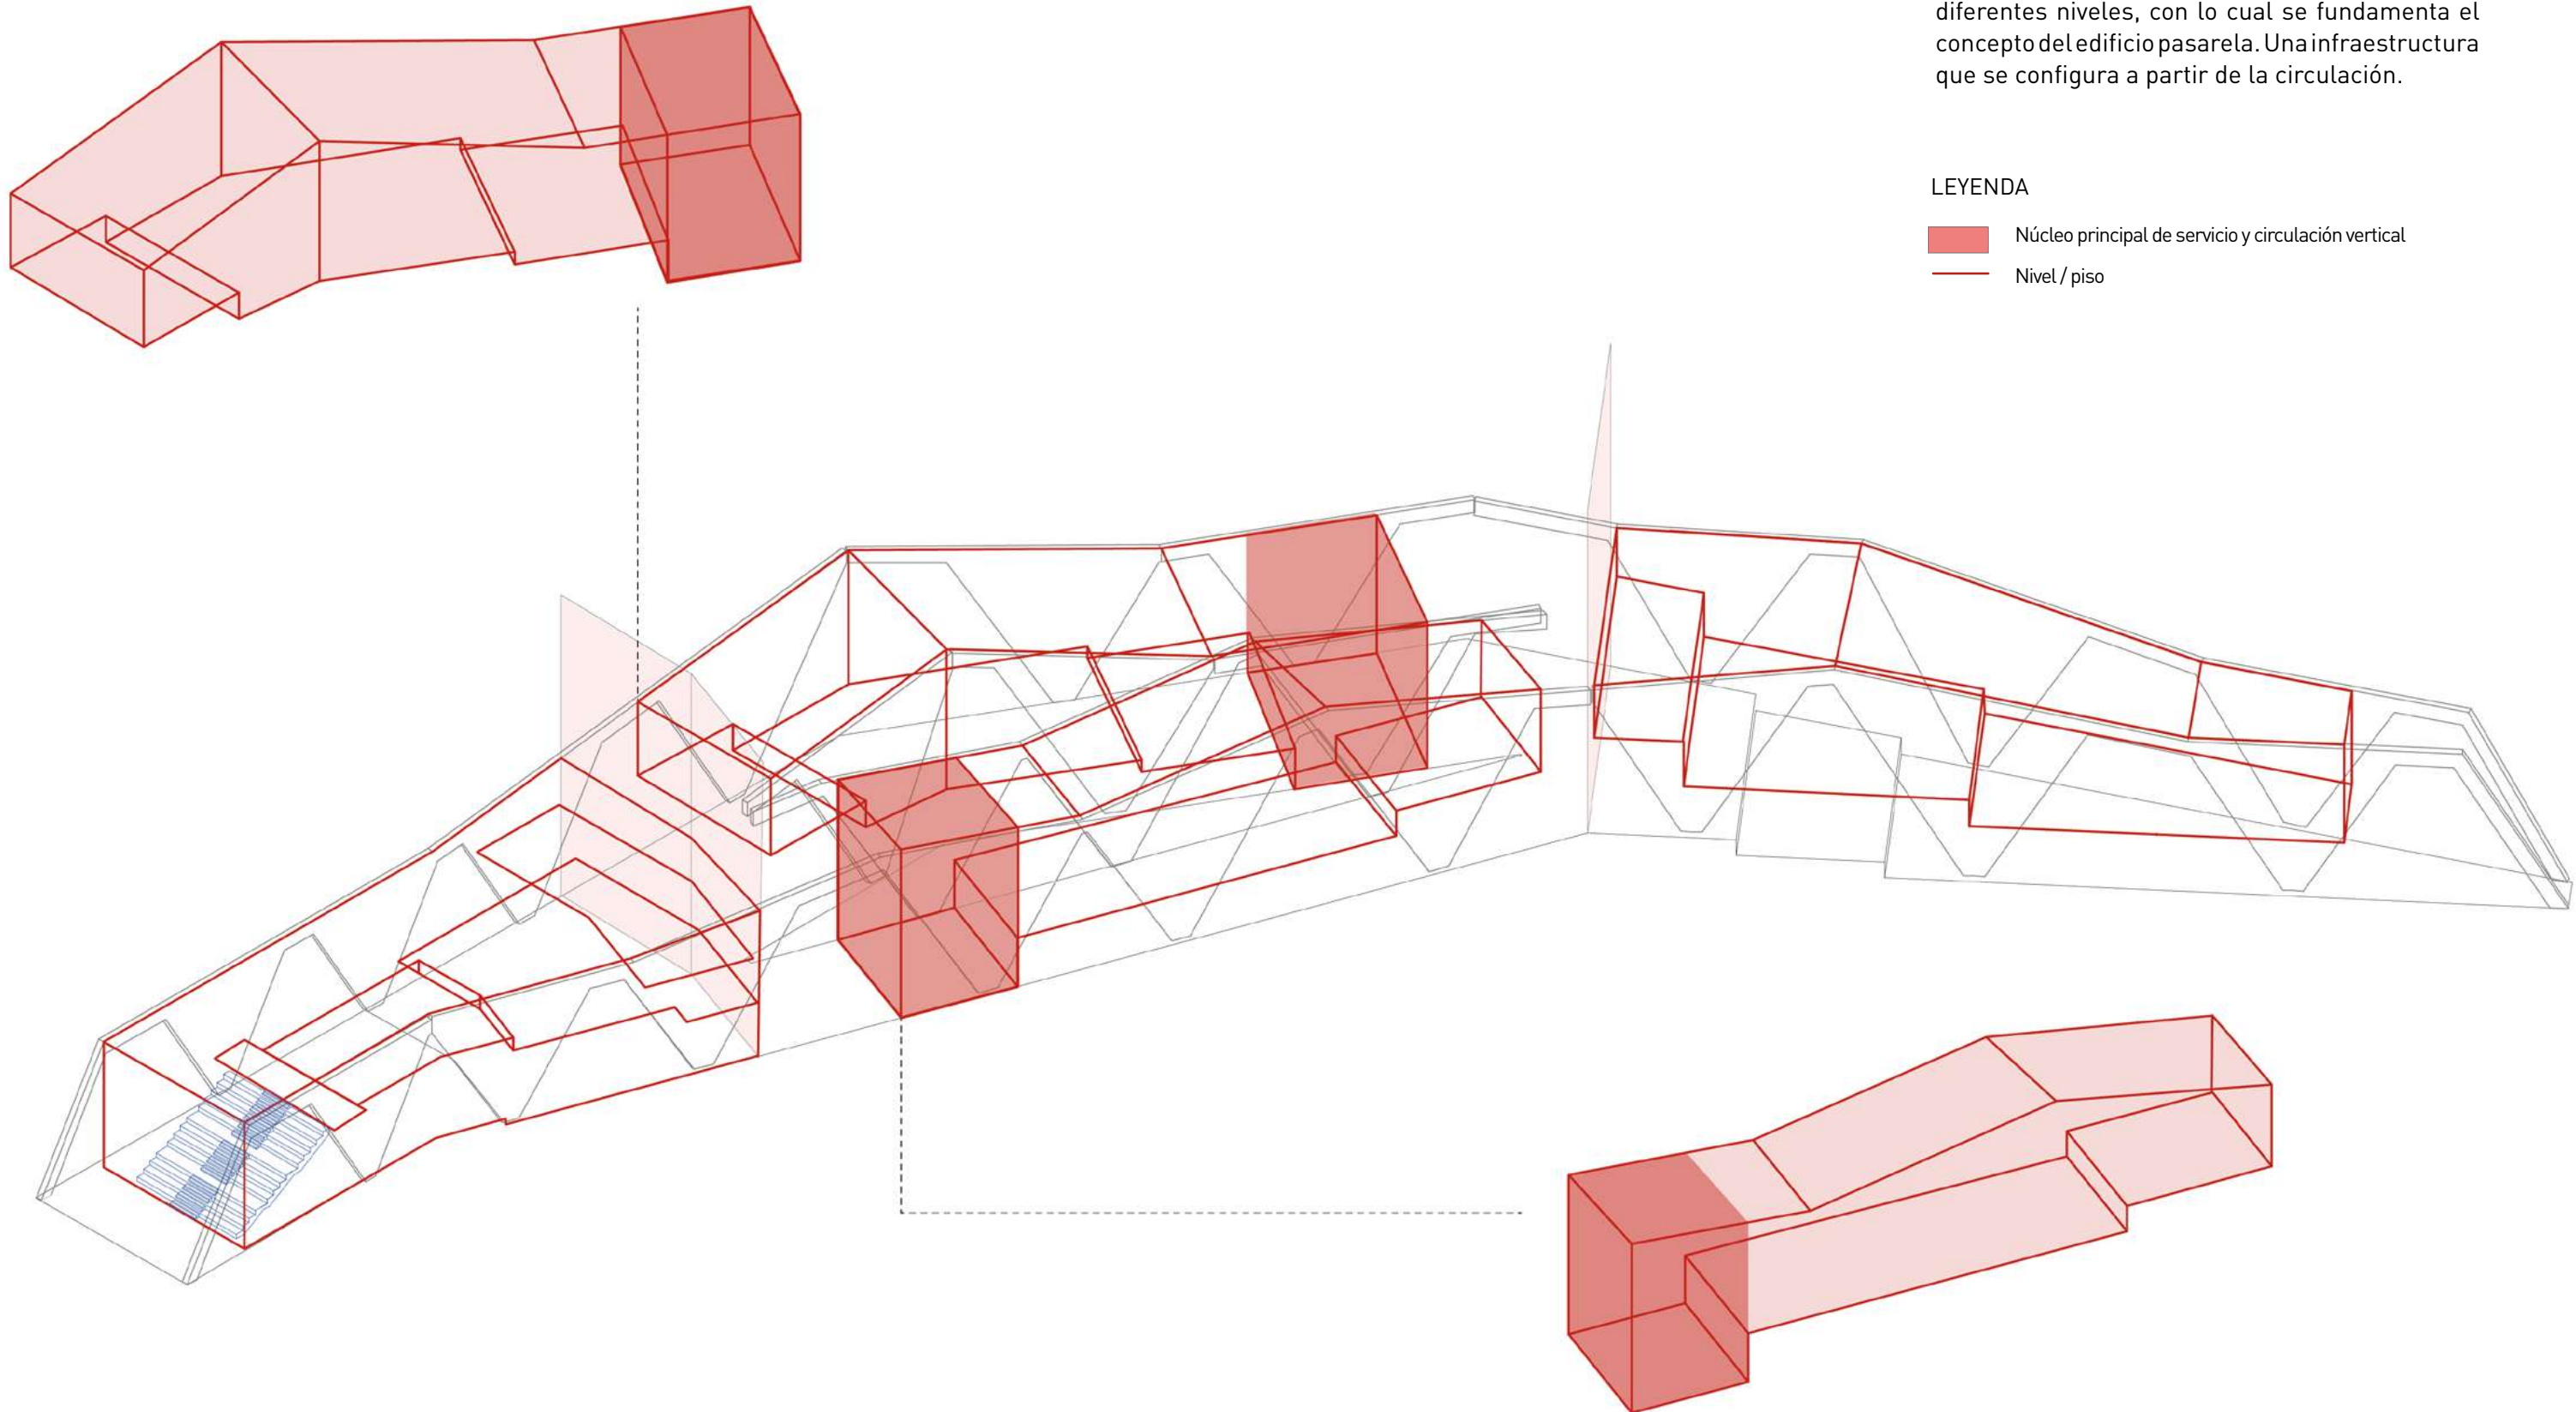 diferentes niveles, con lo cual se fundamenta el
concepto del edificio pasarela. Una infraestructura
que se configura a partir de la circulación.
LEYENDA
Núcleo principal de servicio y circulación vertical
Nivel / piso